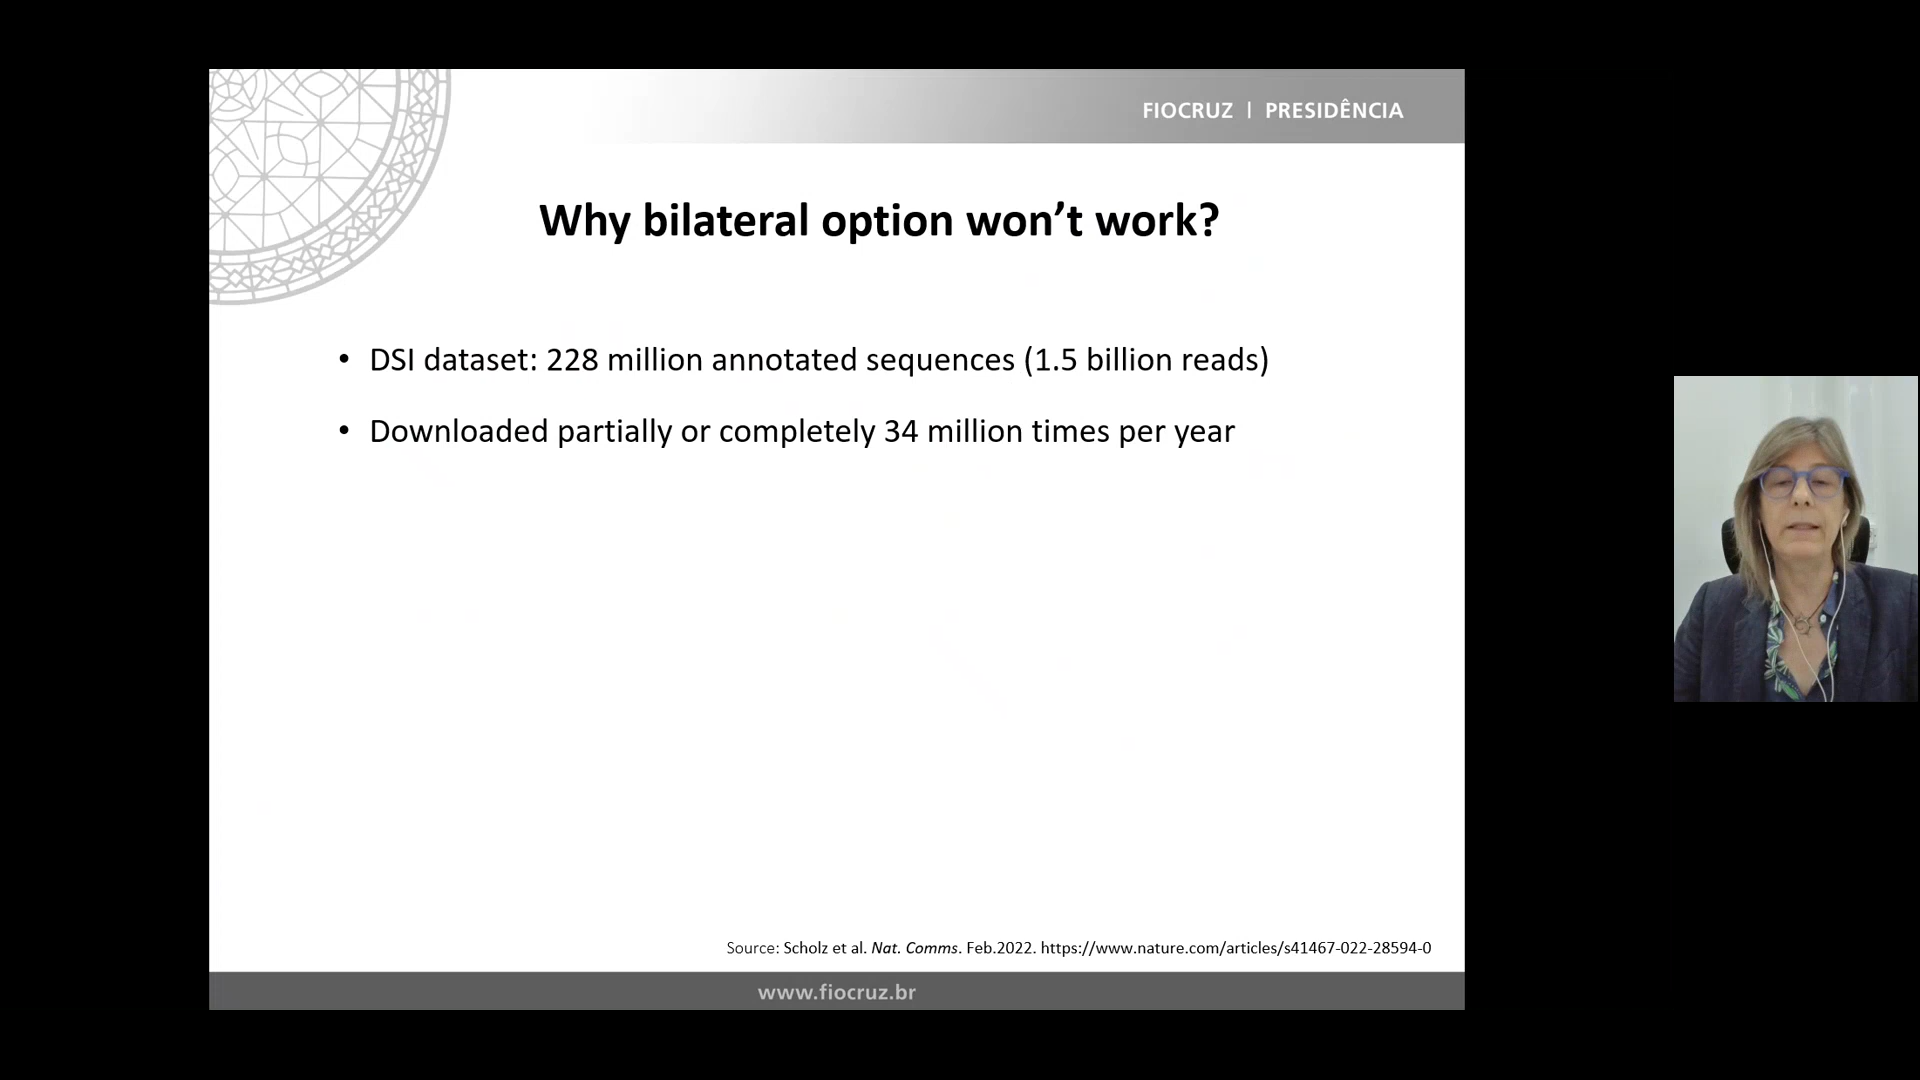 FIOCRUZ | PRESIDÊNCIA
Why bilateral option won’t work?
• DSI dataset: 228 million annotated sequences (1.5 billion reads)
• Downloaded partially or completely 34 million times per year
Source: Scholz et al. Nat. Comms. Feb.2022. https://www.nature.com/articles/s41467-022-28594-0
www.fiocruz.br